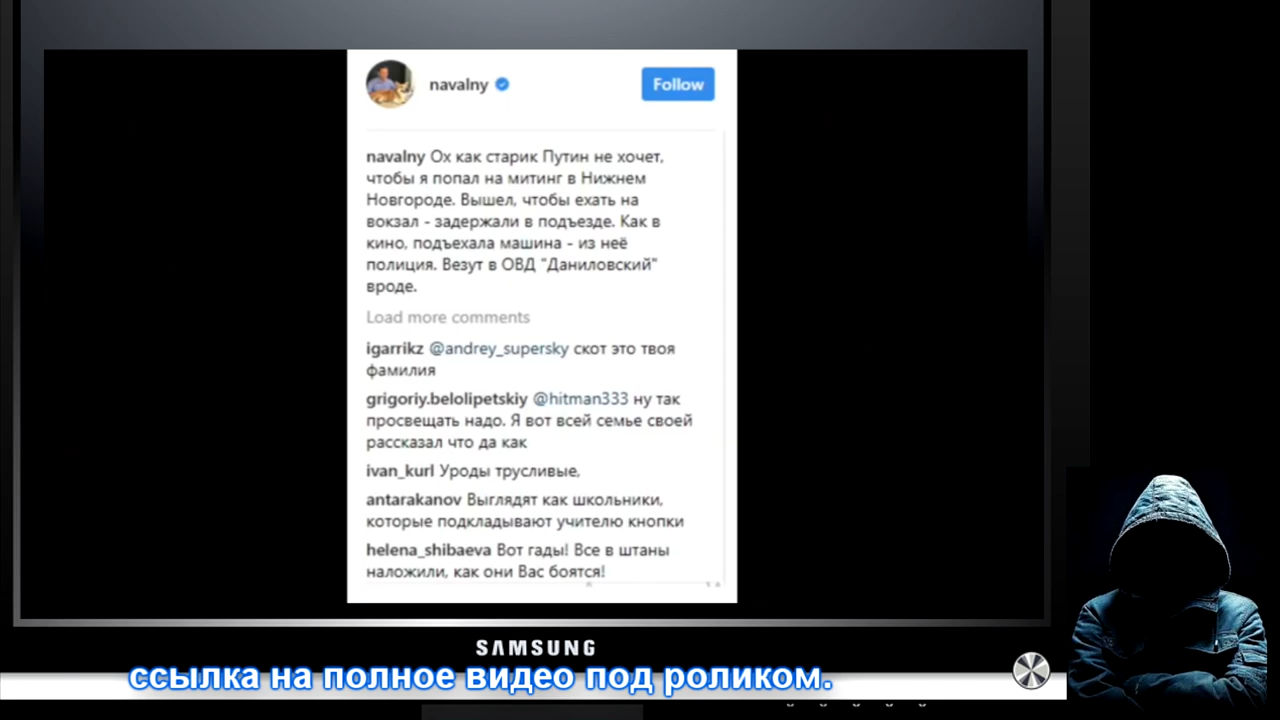 navalny
Follow
navalny Ох как старик Путин не хочет,
чтобы я попал на митинг в Нижнем
Новгороде. Вышел, чтобы ехать на
вокзал - задержали в подъезде. Как в
кино, подъехала машина - из неё
полиция. Везут в ОВД "Даниловский"
вроде.
Load more comments
igarrikz @andrey_supersky скот это твоя
фамилия
grigoriy.belolipetskiy @hitman333 ну так
просвещать надо. Я вот всей семье своей
рассказал что да как
ivan_kurl Уроды трусливые,
antarakanov Выглядят как школьники,
которые подкладывают учителю кнопки
helena_shibaeva Вот гады! Все в штаны
наложили, как они Вас боятся!
SAMSUNG
ссылка на полное видео под роликом.